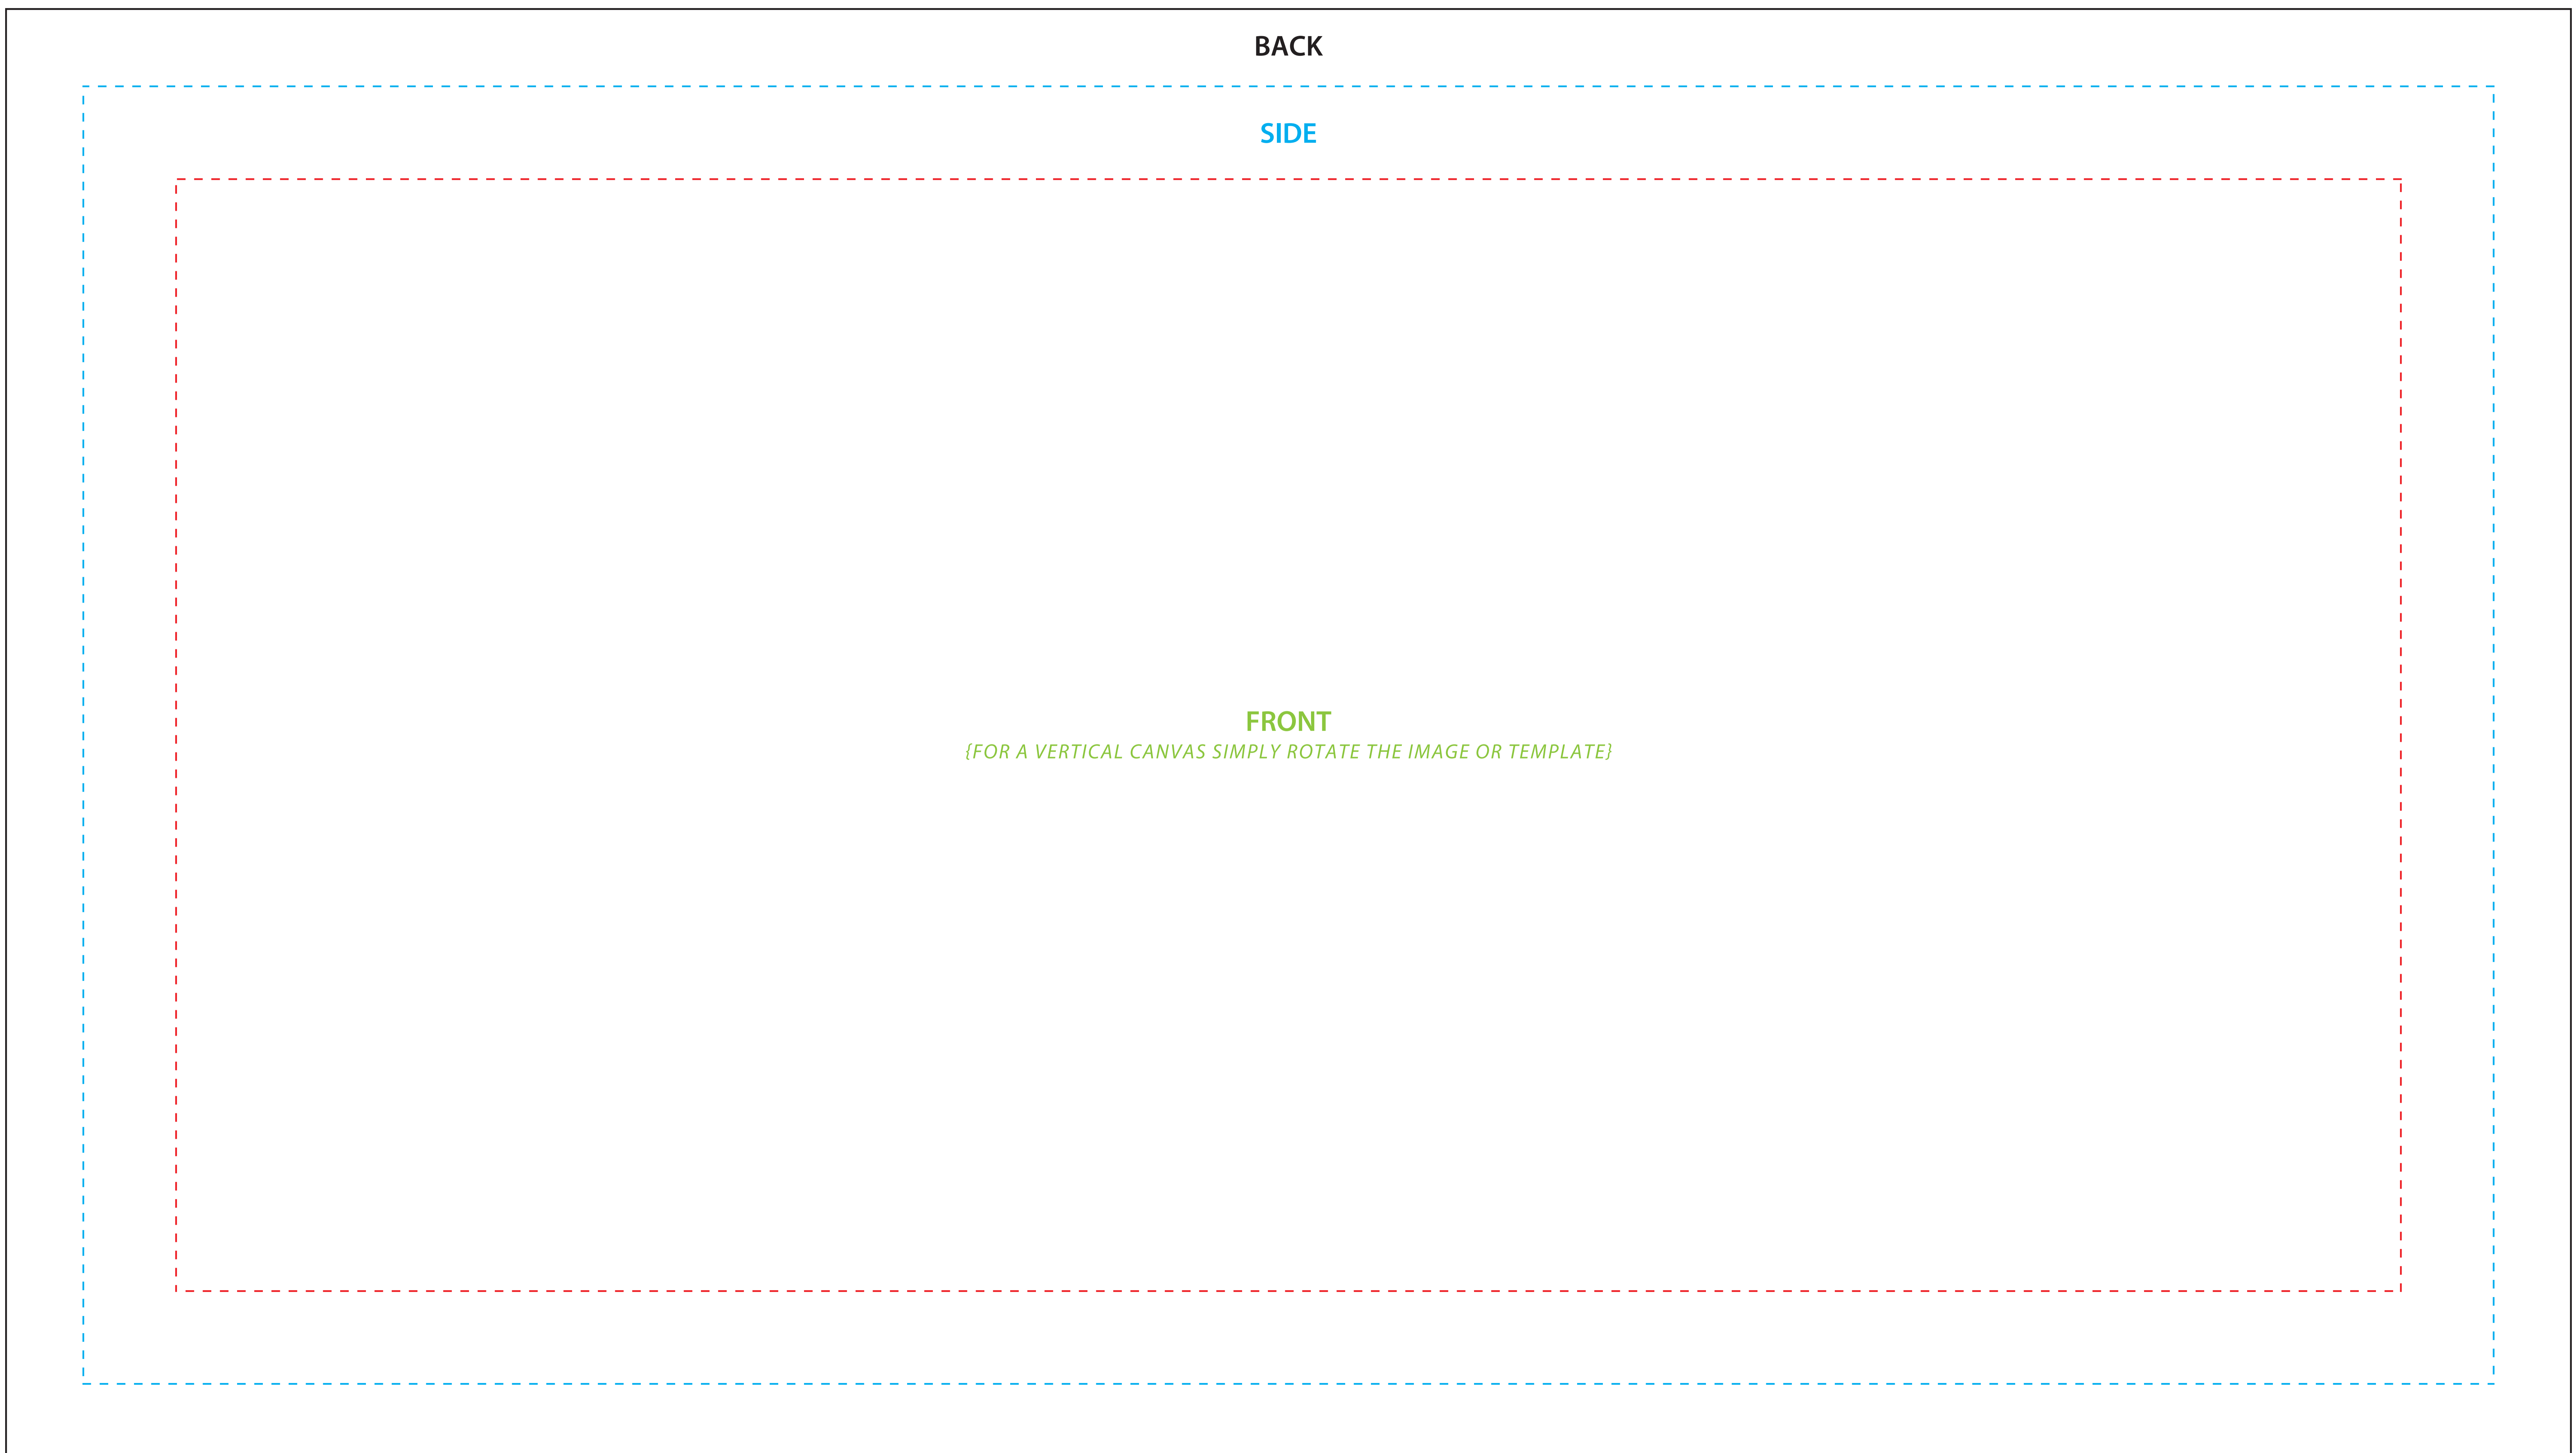 BACK
SIDE
FRONT
{FOR A VERTICAL CANVAS SIMPLY ROTATE THE IMAGE OR TEMPLATE}